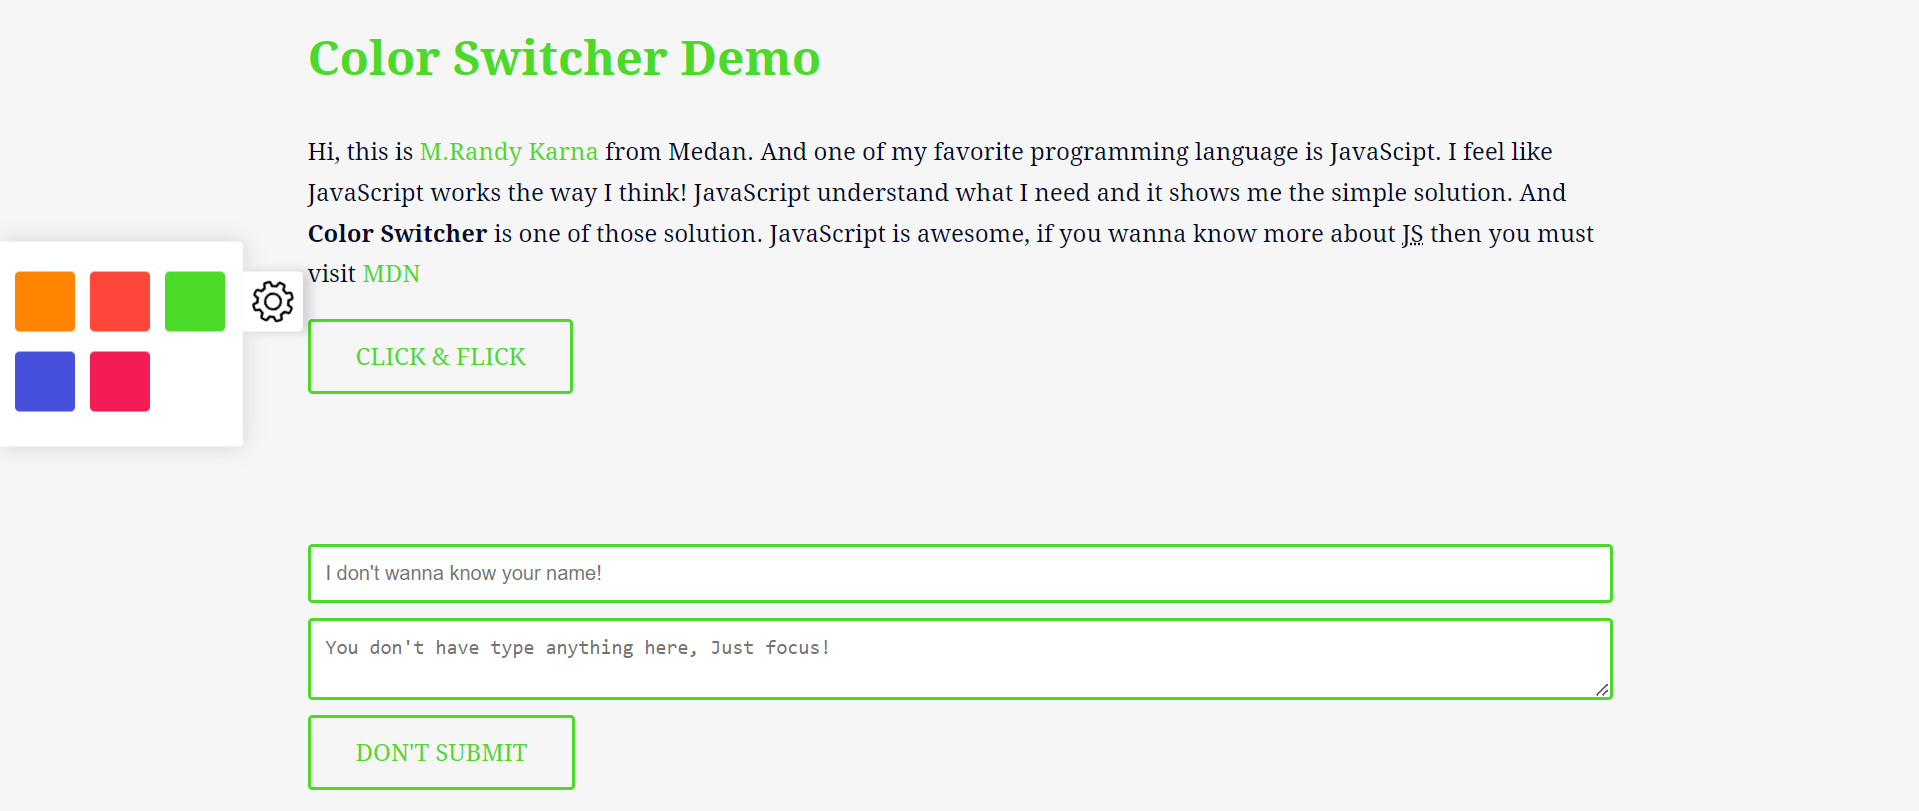 Color Switcher Demo
Hi, this is M.Randy Karna from Medan. And one of my favorite programming language is JavaScipt. I feel like
JavaScript works the way I think! JavaScript understand what I need and it shows me the simple solution. And
Color Switcher is one of those solution. JavaScript is awesome, if you wanna know more about JS then you must
visit MDN
CLICK & FLICK
I don't wanna know your name!
You don't have type anything here, Just focus!
DON'T SUBMIT